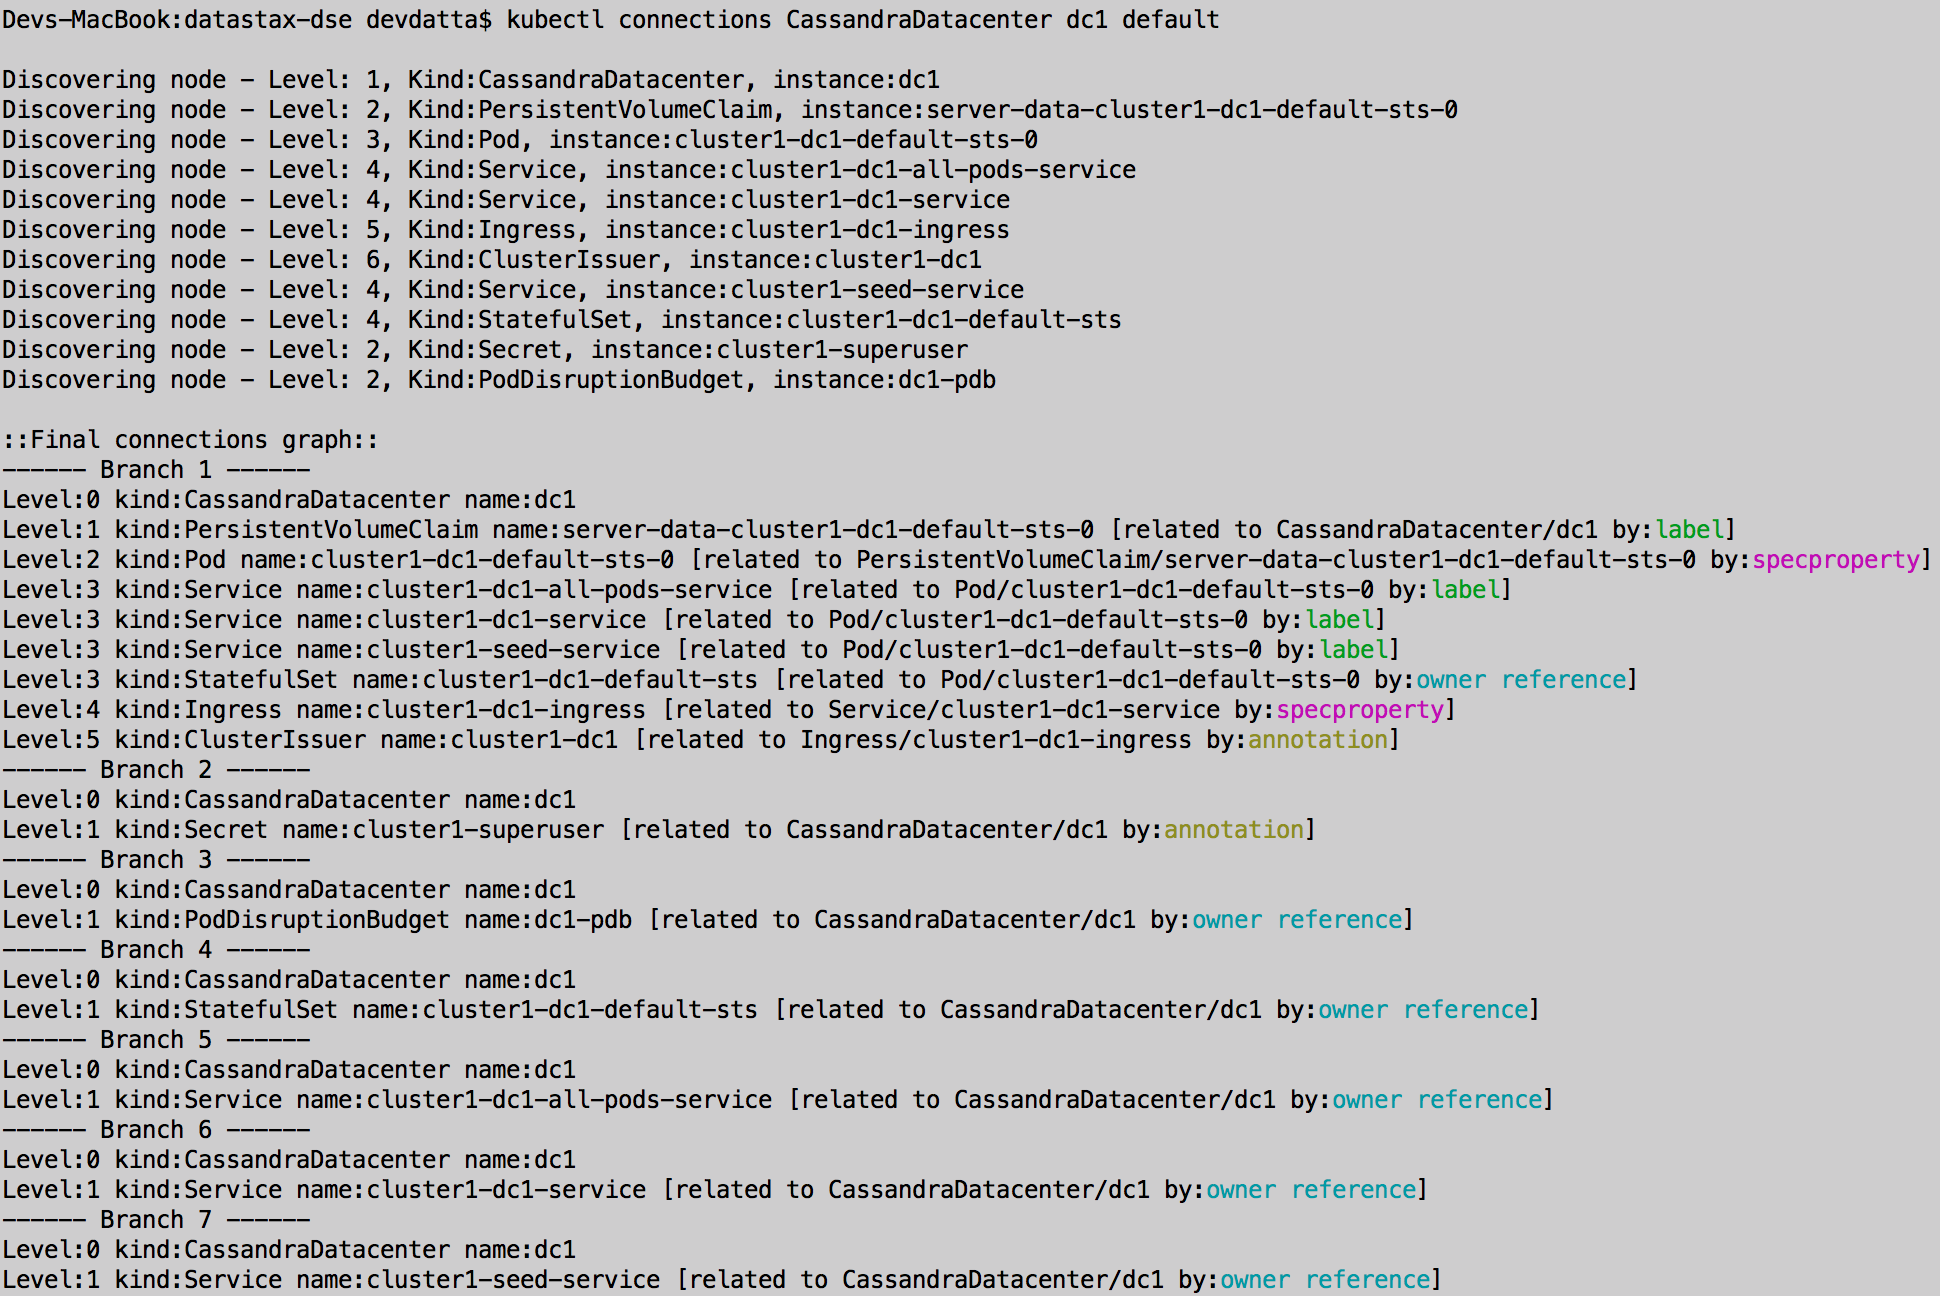 Devs-MacBook:datastax-dse devdatta$ kubectl connections CassandraDatacenter dc1 default
Discovering node - Level: 1, Kind:CassandraDatacenter, instance:dc1
Discovering node - Level: 2, Kind:PersistentVolumeClaim, instance:server-data-cluster1-dc1-default-sts-0
Discovering node - Level: 3, Kind:Pod, instance:cluster1-dc1-default-sts-0
Discovering node - Level: 4, Kind:Service, instance:cluster1-dc1-all-pods-service
Discovering node - Level: 4, Kind:Service, instance:cluster1-dc1-service
Discovering node - Level: 5, Kind:Ingress, instance:cluster1-dc1-ingress
Discovering node - Level: 6, Kind:ClusterIssuer, instance:cluster1-dc1
Discovering node - Level: 4, Kind:Service, instance:cluster1-seed-service
Discovering node - Level: 4, Kind:StatefulSet, instance:cluster1-dc1-default-sts
Discovering node - Level: 2, Kind:Secret, instance:cluster1-superuser
Discovering node - Level: 2, Kind:PodDisruptionBudget, instance:dc1-pdb
::Final connections graph::
------ Branch 1 ------
Level:0 kind:CassandraDatacenter name:dc1
Level:1 kind:PersistentVolumeClaim name:server-data-cluster1-dc1-default-sts-0 [related to CassandraDatacenter/dc1 by:label]
Level:2 kind:Pod name:cluster1-dc1-default-sts-0 [related to PersistentVolumeClaim/server-data-cluster1-dc1-default-sts-0 by:specproperty]
Level:3 kind:Service name:cluster1-dc1-all-pods-service [related to Pod/cluster1-dc1-default-sts-0 by:label]
Level:3 kind:Service name:cluster1-dc1-service [related to Pod/cluster1-dc1-default-sts-0 by:label]
Level:3 kind:Service name:cluster1-seed-service [related to Pod/cluster1-dc1-default-sts-0 by:label]
Level:3 kind:StatefulSet name:cluster1-dc1-default-sts [related to Pod/cluster1-dc1-default-sts-0 by:owner reference]
Level:4 kind:Ingress name:cluster1-dc1-ingress [related to Service/cluster1-dc1-service by:specproperty]
Level:5 kind:ClusterIssuer name:cluster1-dc1 [related to Ingress/cluster1-dc1-ingress by:annotation]
------ Branch 2 ------
Level:0 kind:CassandraDatacenter name:dc1
Level:1 kind:Secret name:cluster1-superuser [related to CassandraDatacenter/dc1 by:annotation]
------ Branch 3 ------
Level:0 kind:CassandraDatacenter name:dc1
Level:1 kind:PodDisruptionBudget name:dc1-pdb [related to CassandraDatacenter/dc1 by:owner reference]
------ Branch 4 ------
Level:0 kind:CassandraDatacenter name:dc1
Level:1 kind:StatefulSet name:cluster1-dc1-default-sts [related to CassandraDatacenter/dc1 by:owner reference]
------ Branch 5 ------
Level:0 kind:CassandraDatacenter name:dc1
Level:1 kind:Service name:cluster1-dc1-all-pods-service [related to CassandraDatacenter/dc1 by:owner reference]
------ Branch 6 ------
Level:0 kind:CassandraDatacenter name:dc1
Level:1 kind:Service name:cluster1-dc1-service [related to CassandraDatacenter/dc1 by:owner reference]
------ Branch 7 ------
Level:0 kind:CassandraDatacenter name:dc1
Level:1 kind:Service name:cluster1-seed-service [related to CassandraDatacenter/dc1 by:owner reference]